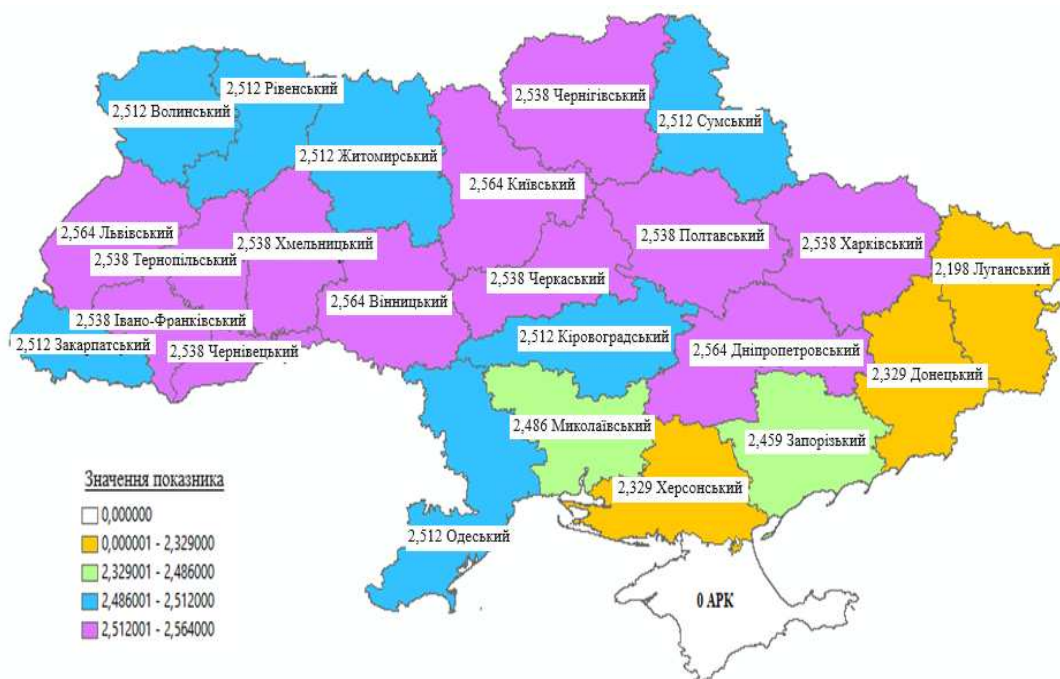 2,538 Чернігівський
2,512 Рівенський
2,512 Волинський
2,512 Сумський
2,512 Житомирський
2,564 Київський
2,564 Львівський
2,538 Хмельницький
2,538 Полтавський
2,538 Харківський
2,538 Тернопільський
2,198 Луганський
2,538 Черкаський
2,564 Вінницький
2,538 Івано-Франківський
2,512 Закарпатський
2,538 Чернівецький
2,512 Кіровоградський
2,564 Дніпропетровський
2,329 Донецький
2,486 Миколаївський
2,459 Запорізький
2,329 Херсонський
2,512 Одеський
0 АРК
Значення показника
0,000000
0,000001 - 2,329000
2,329001 - 2,486000
2,486001 - 2,512000
2,512001 - 2,564000